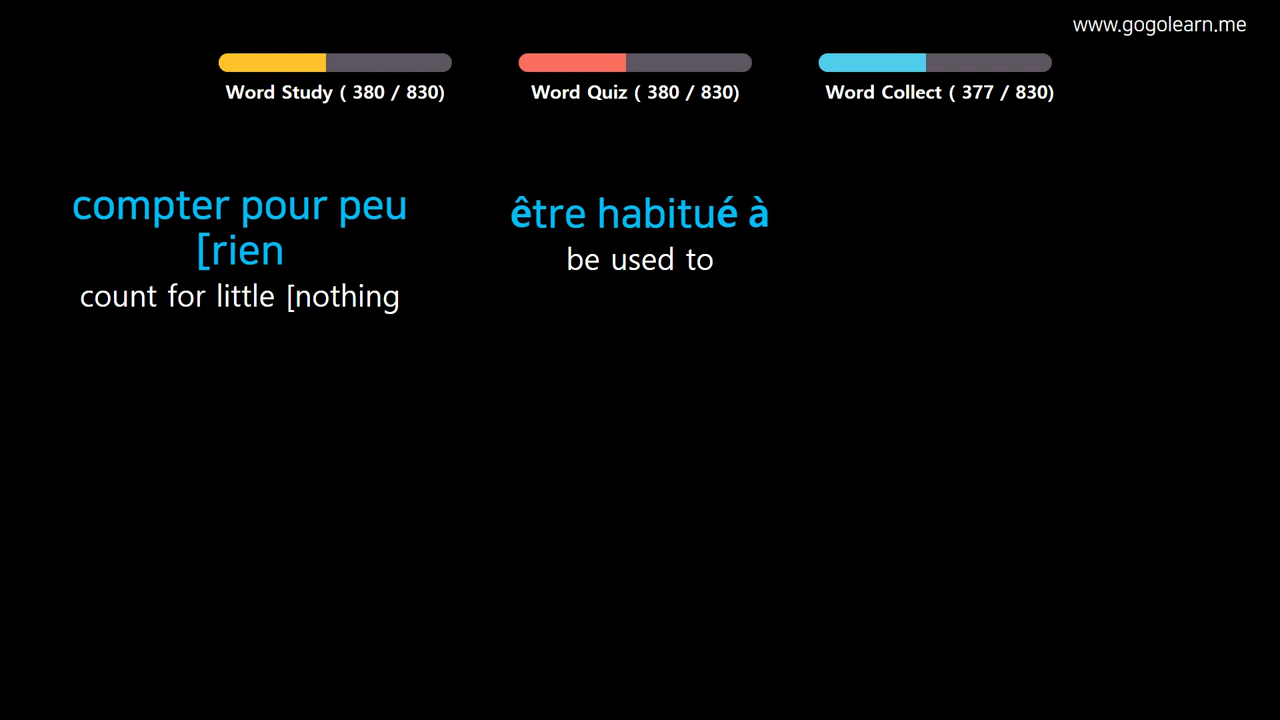 www.gogolearn.me
Word Study ( 380 / 830)
Word Quiz ( 380 / 830)
Word Collect ( 377 / 830)
compter pour peu
[rien
count for little [nothing
être habitué à
be used to